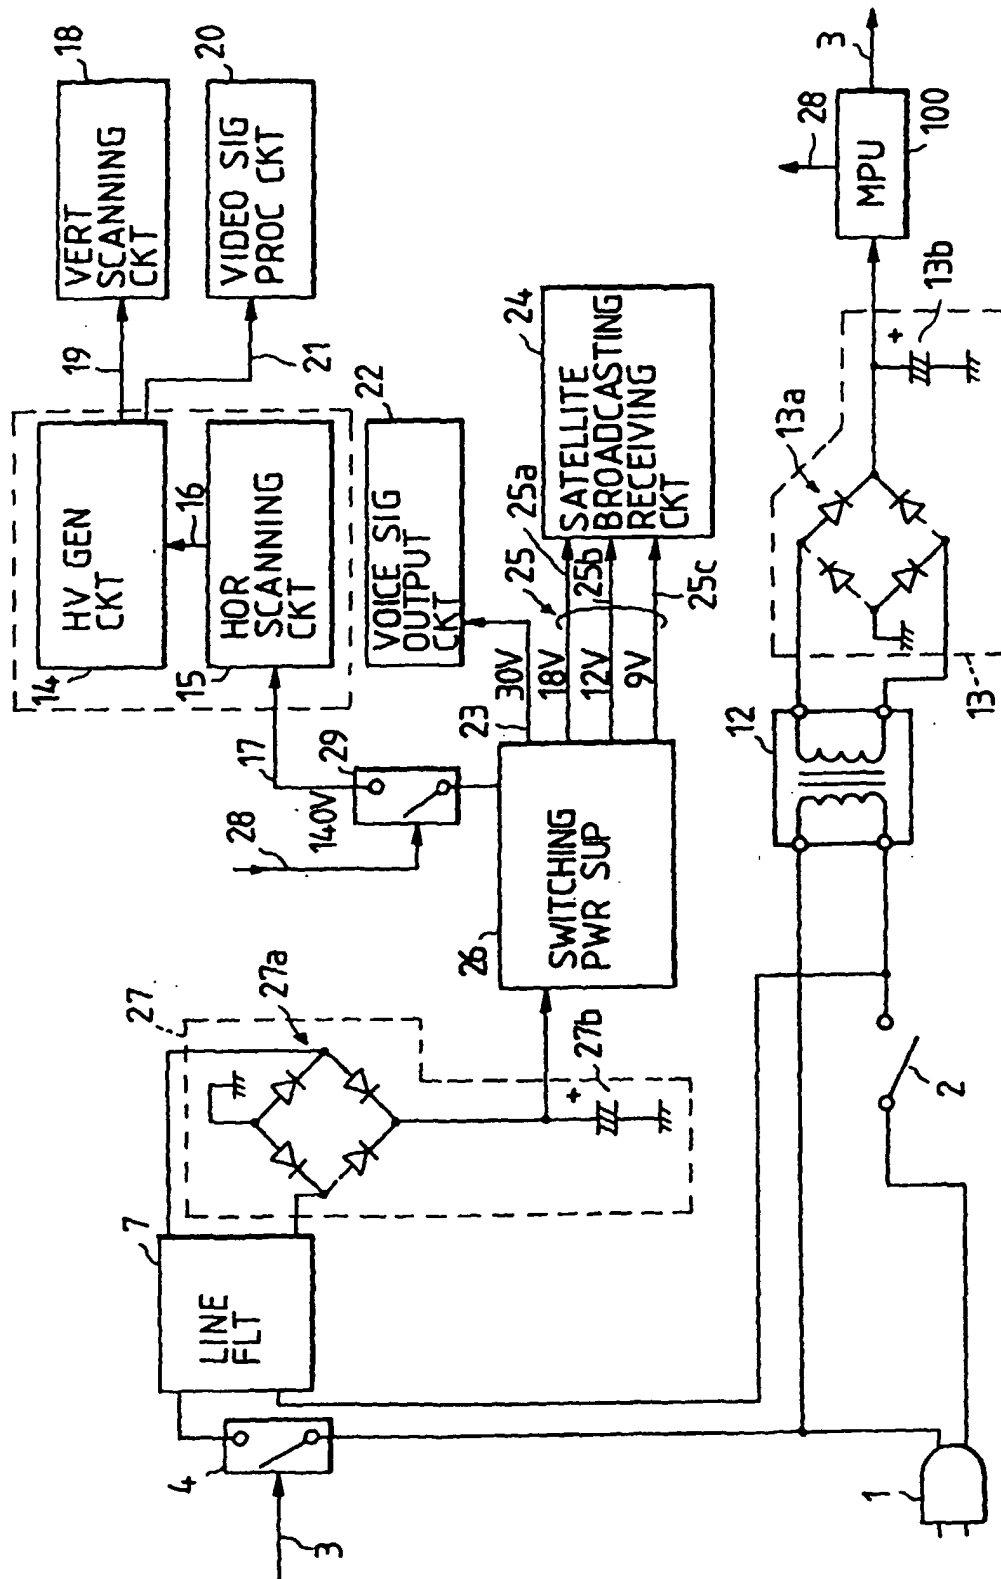 18
VERT
SCANNING
CKT
20
VIDEO SIG
PROC CKT
19
21
14
HV GEN
CKT
16
15
HOR
SCANNING
CKT
22
VOICE SIG
OUTPUT
CKT
24
SATELLITE
BROADCASTING
RECEIVING
CKT
17
28
140V
29
23
30V
18V
12V
9V
25
25a
25b
25c
26
SWITCHING
PWR SUP
27
27a
+
27b
7
LINE
FLT
4
3
1
2
12
13
13a
+
13b
MPU
100
28
3